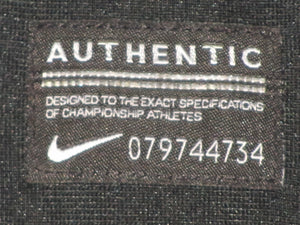 AUTHENTIC
DESIGNED TO THE EXACT SPECIFICATIONS
OF CHAMPIONSHIP ATHLETES
079744734